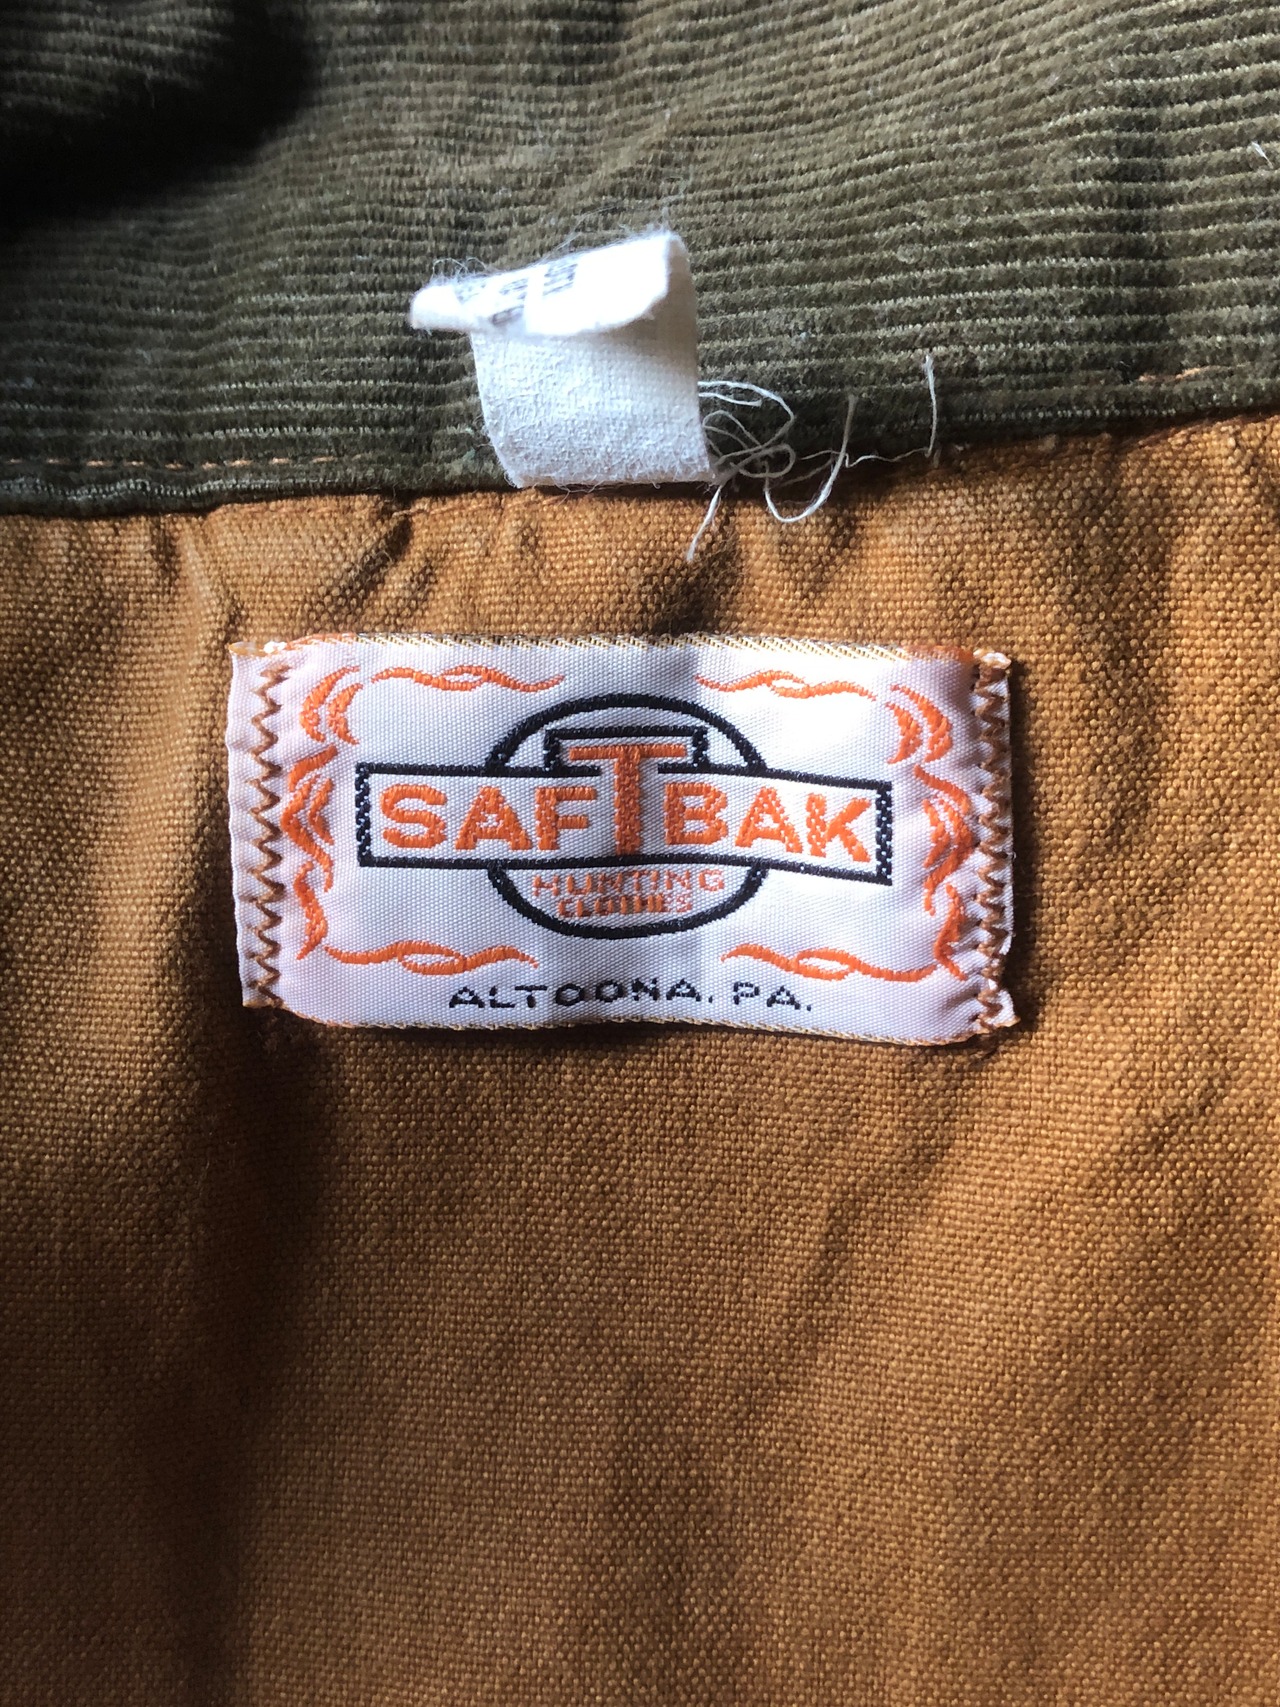 SAFTBAK
HUNTING
CLOTHES
ALTOONA, PA.